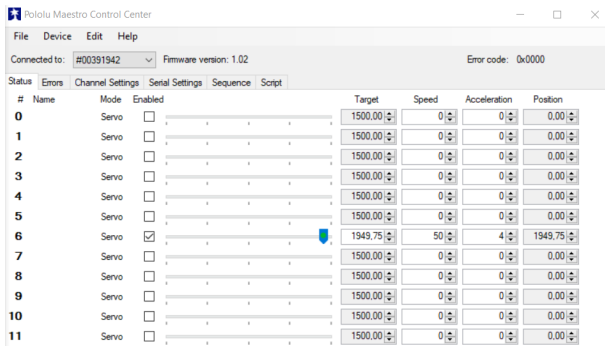 Pololu Maestro Control Center
File Device Edit Help
Connected to: #00391942 Firmware version: 1.02 Error code: 0x0000
Status Errors Channel Settings Serial Settings Sequence Script
# Name Mode Enabled Target Speed Acceleration Position
0 Servo 1500,00 0 0 0,00
1 Servo 1500,00 0 0 0,00
2 Servo 1500,00 0 0 0,00
3 Servo 1500,00 0 0 0,00
4 Servo 1500,00 0 0 0,00
5 Servo 1500,00 0 0 0,00
6 Servo 1949,75 50 4 1949,75
7 Servo 1500,00 0 0 0,00
8 Servo 1500,00 0 0 0,00
9 Servo 1500,00 0 0 0,00
10 Servo 1500,00 0 0 0,00
11 Servo 1500,00 0 0 0,00